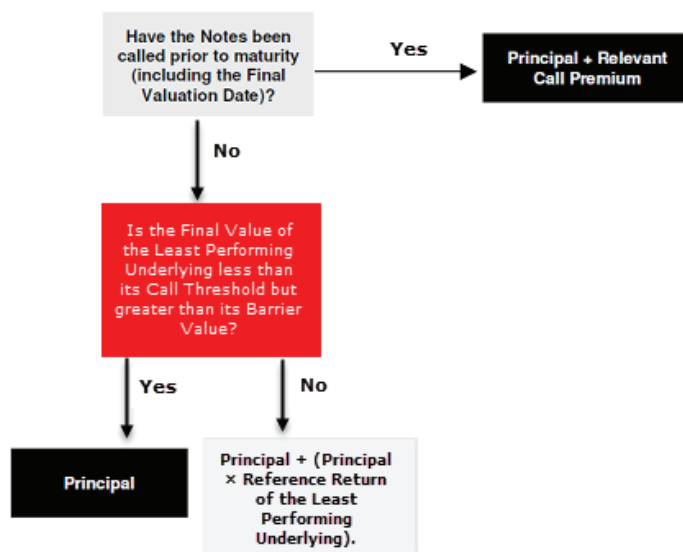 Have the Notes been
called prior to maturity
(including the Final
Valuation Date)?
Yes
Principal + Relevant
Call Premium
No
Is the Final Value of
the Least Performing
Underlying less than
its Call Threshold but
greater than its Barrier
Value?
Yes
No
Principal
Principal + (Principal
× Reference Return
of the Least
Performing
Underlying).